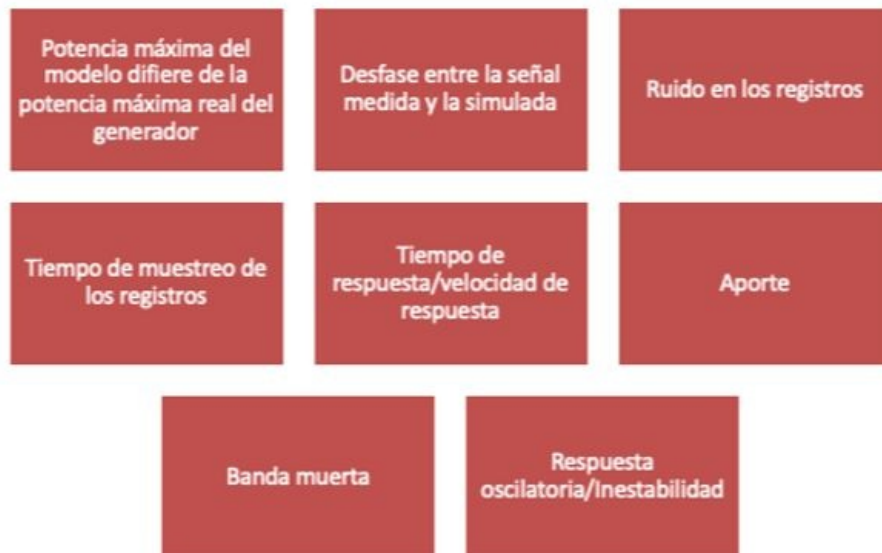 Potencia máxima del
modelo difiere de la
potencia máxima real del
generador
Desfase entre la señal
medida y la simulada
Ruido en los registros
Tiempo de muestreo de
los registros
Tiempo de
respuesta/velocidad de
respuesta
Aporte
Banda muerta
Respuesta
oscilatoria/Inestabilidad